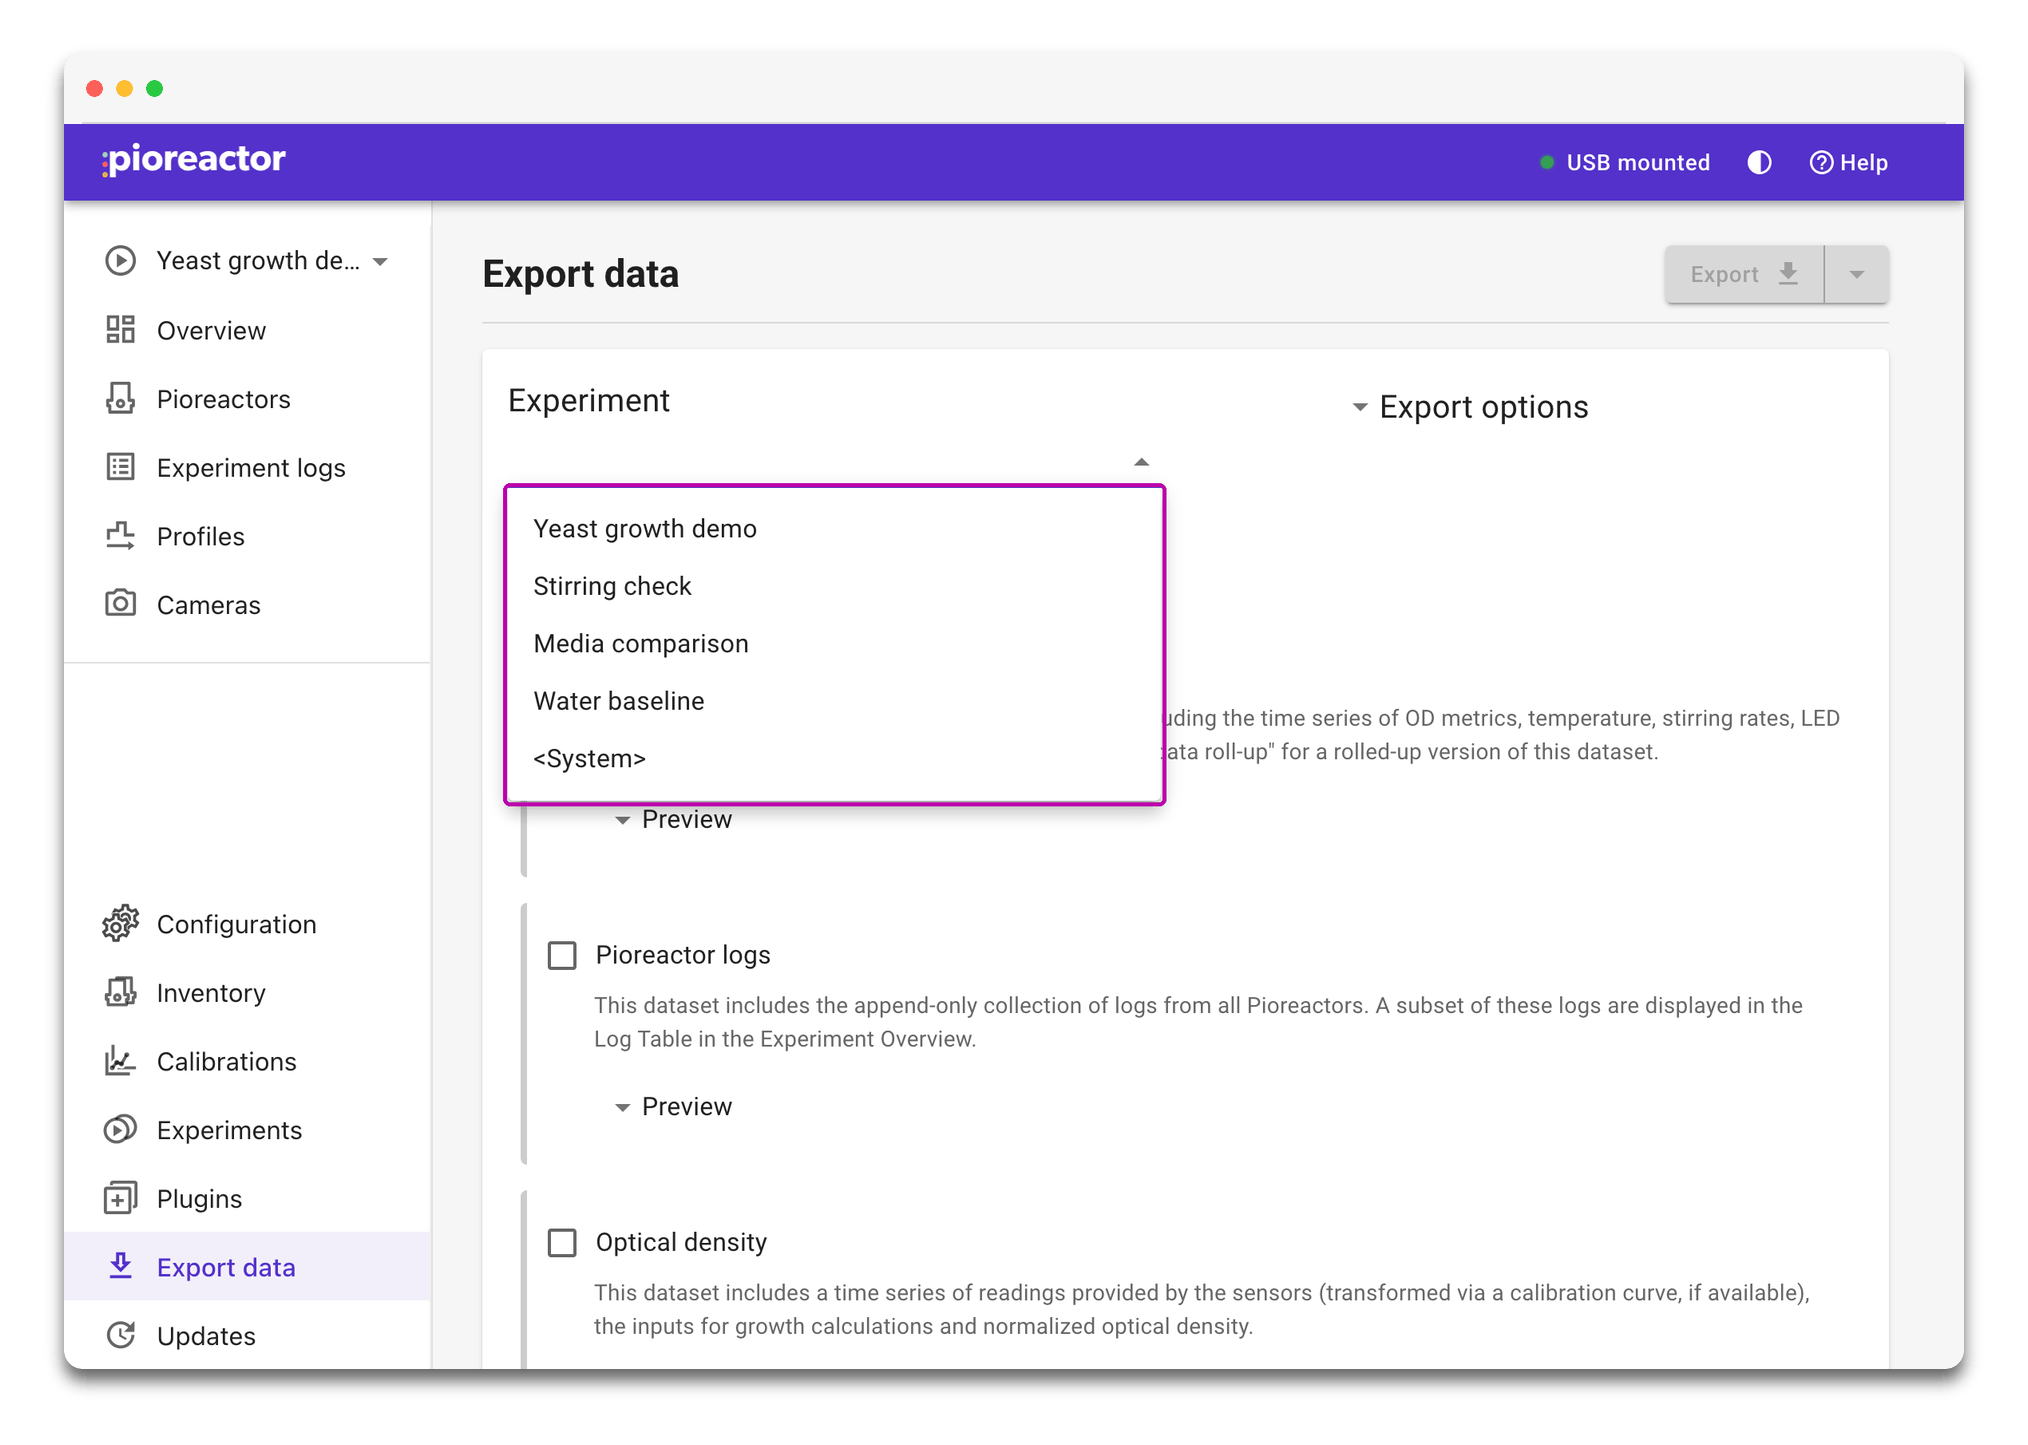 pioreactor
USB mounted
Help
Yeast growth de...
Overview
Pioreactors
Experiment logs
Profiles
Cameras
Configuration
Inventory
Calibrations
Experiments
Plugins
Export data
Updates
Export data
Export
Experiment
Export options
Yeast growth demo
Stirring check
Media comparison
Water baseline
<System>
the time series of OD metrics, temperature, stirring rates, LED
roll-up" for a rolled-up version of this dataset.
Preview
Pioreactor logs
This dataset includes the append-only collection of logs from all Pioreactors. A subset of these logs are displayed in the
Log Table in the Experiment Overview.
Preview
Optical density
This dataset includes a time series of readings provided by the sensors (transformed via a calibration curve, if available),
the inputs for growth calculations and normalized optical density.